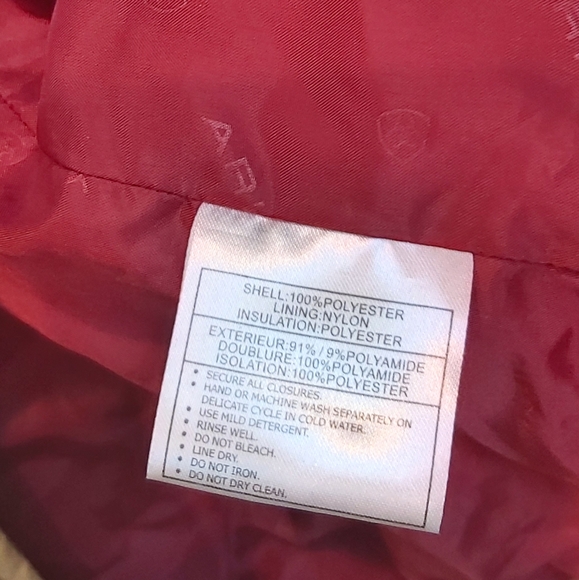 AR
SHELL:100%POLYESTER
LINING:NYLON
INSULATION:POLYESTER
EXTERIEUR:91% / 9%POLYAMIDE
DOUBLURE:100%POLYAMIDE
ISOLATION:100%POLYESTER
• SECURE ALL CLOSURES.
• HAND OR MACHINE WASH SEPARATELY ON
DELICATE CYCLE IN COLD WATER.
• USE MILD DETERGENT.
• RINSE WELL.
• DO NOT BLEACH.
• LINE DRY.
• DO NOT IRON.
• DO NOT DRY CLEAN.